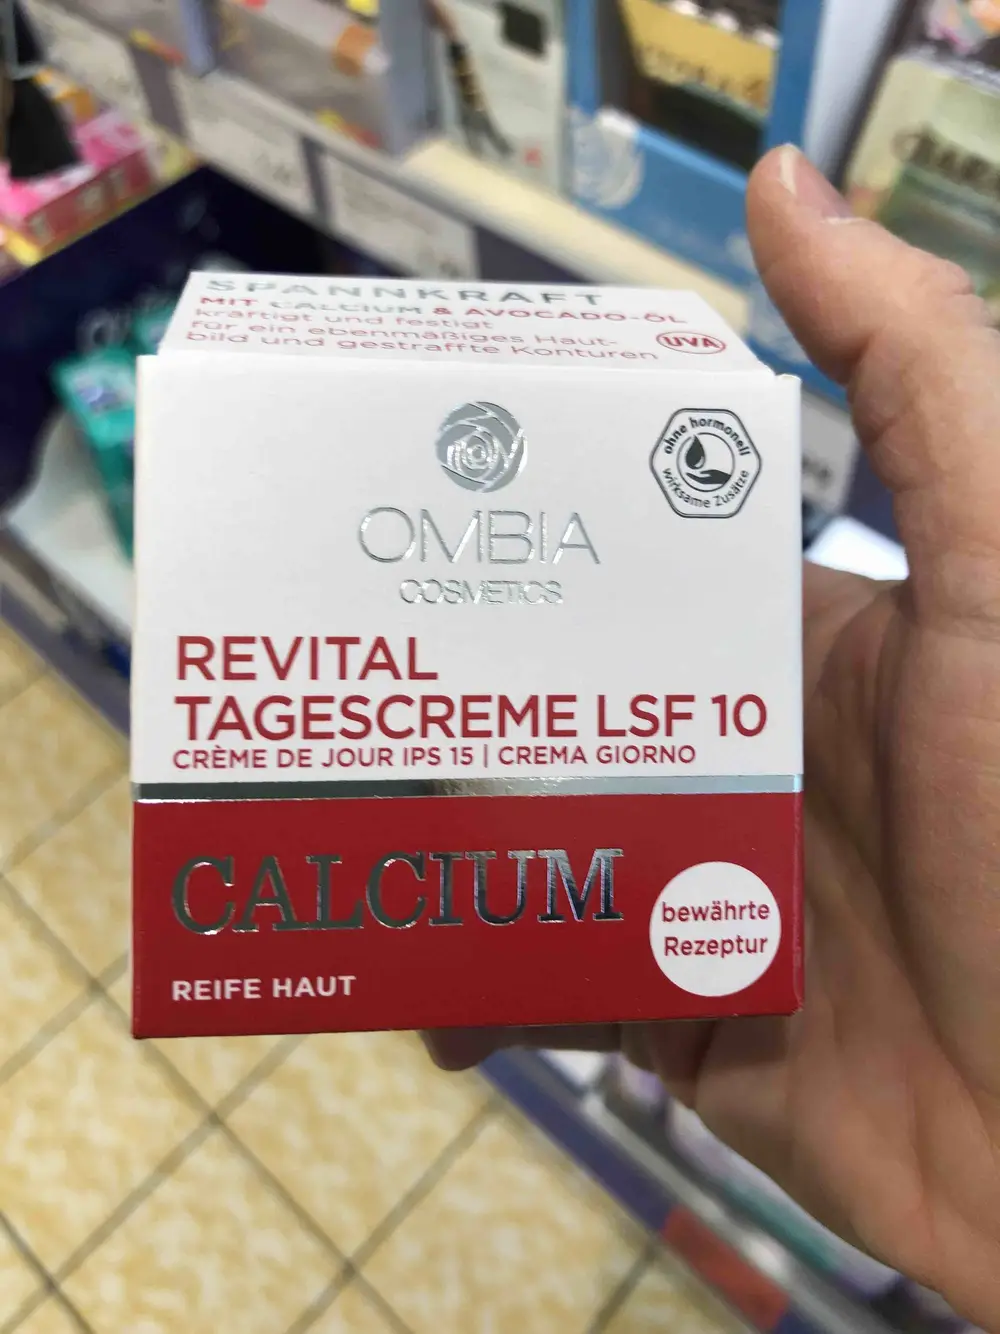 SPANNKRAFT
MIT CALCIUM & AVOCADO-ÖL
kräftigt und festigt
für ein ebenmäßiges Haut-
bild und gestraffte Konturen
UVA
OMBIA
COSMETICS
ohne hormonell
wirksame Zusätze
REVITAL
TAGESCREME LSF 10
CRÈME DE JOUR IPS 15 | CREMA GIORNO
CALCIUM
bewährte
Rezeptur
REIFE HAUT